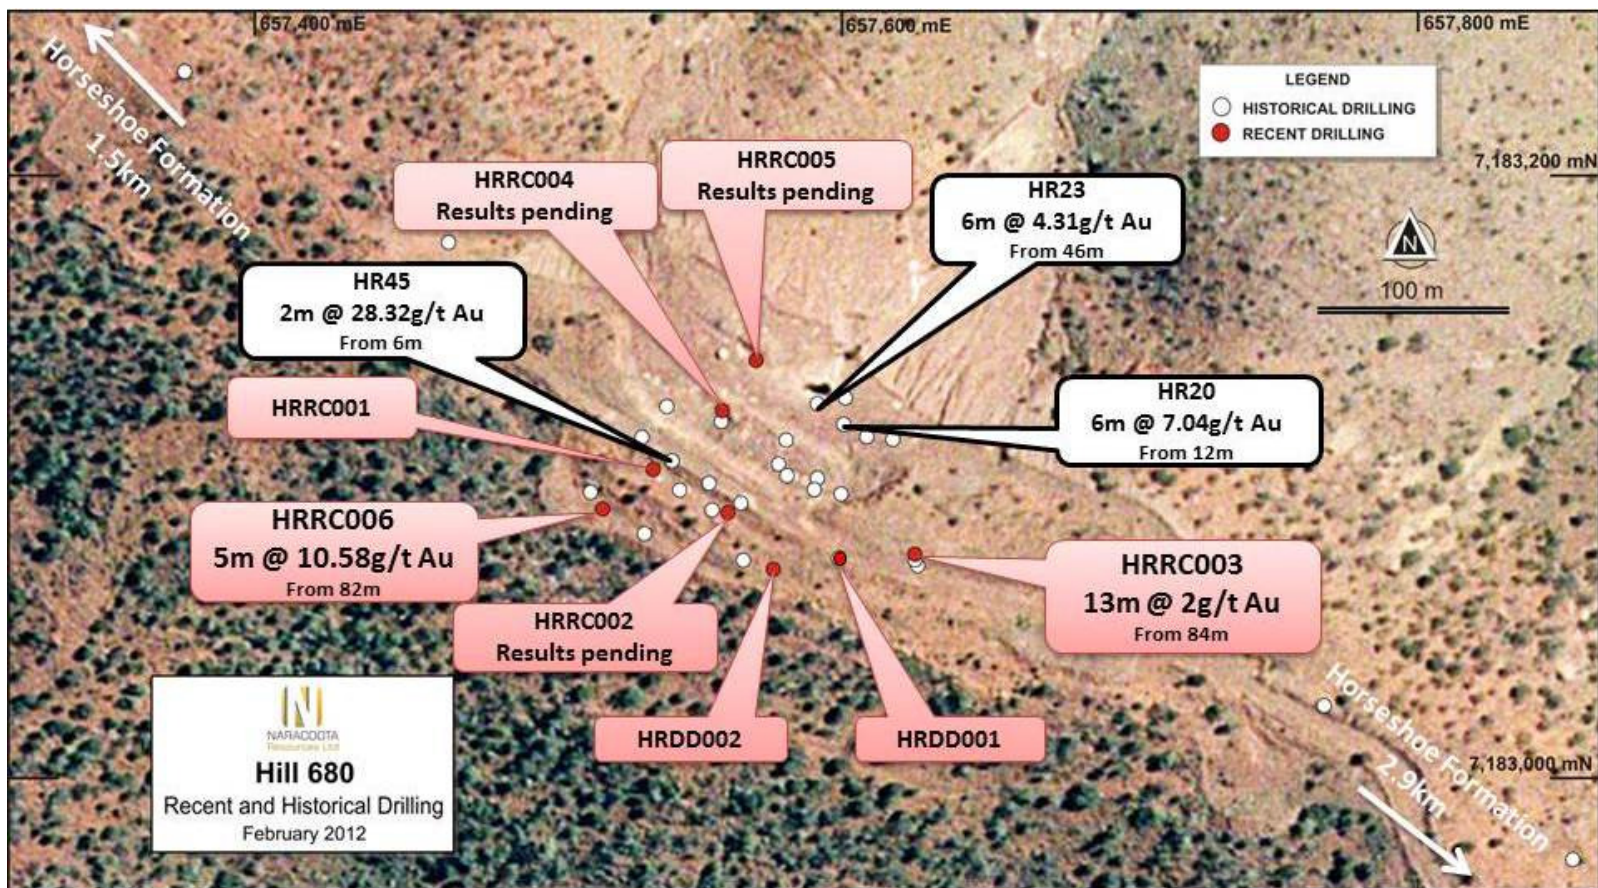 657,400 mE
657,600 mE
657,800 mE
Horseshoe Formation
1.5km
LEGEND
HISTORICAL DRILLING
RECENT DRILLING
7,183,200 mN
HRRC005
Results pending
HRRC004
Results pending
HR23
6m @ 4.31g/t Au
From 46m
N
100 m
HR45
2m @ 28.32g/t Au
From 6m
HRRC001
HR20
6m @ 7.04g/t Au
From 12m
HRRC006
5m @ 10.58g/t Au
From 82m
HRRC003
13m @ 2g/t Au
From 84m
HRRC002
Results pending
HRDD002
HRDD001
Horseshoe Formation
2.9km
7,183,000 mN
N
NARACOOTA
Resources Ltd
Hill 680
Recent and Historical Drilling
February 2012